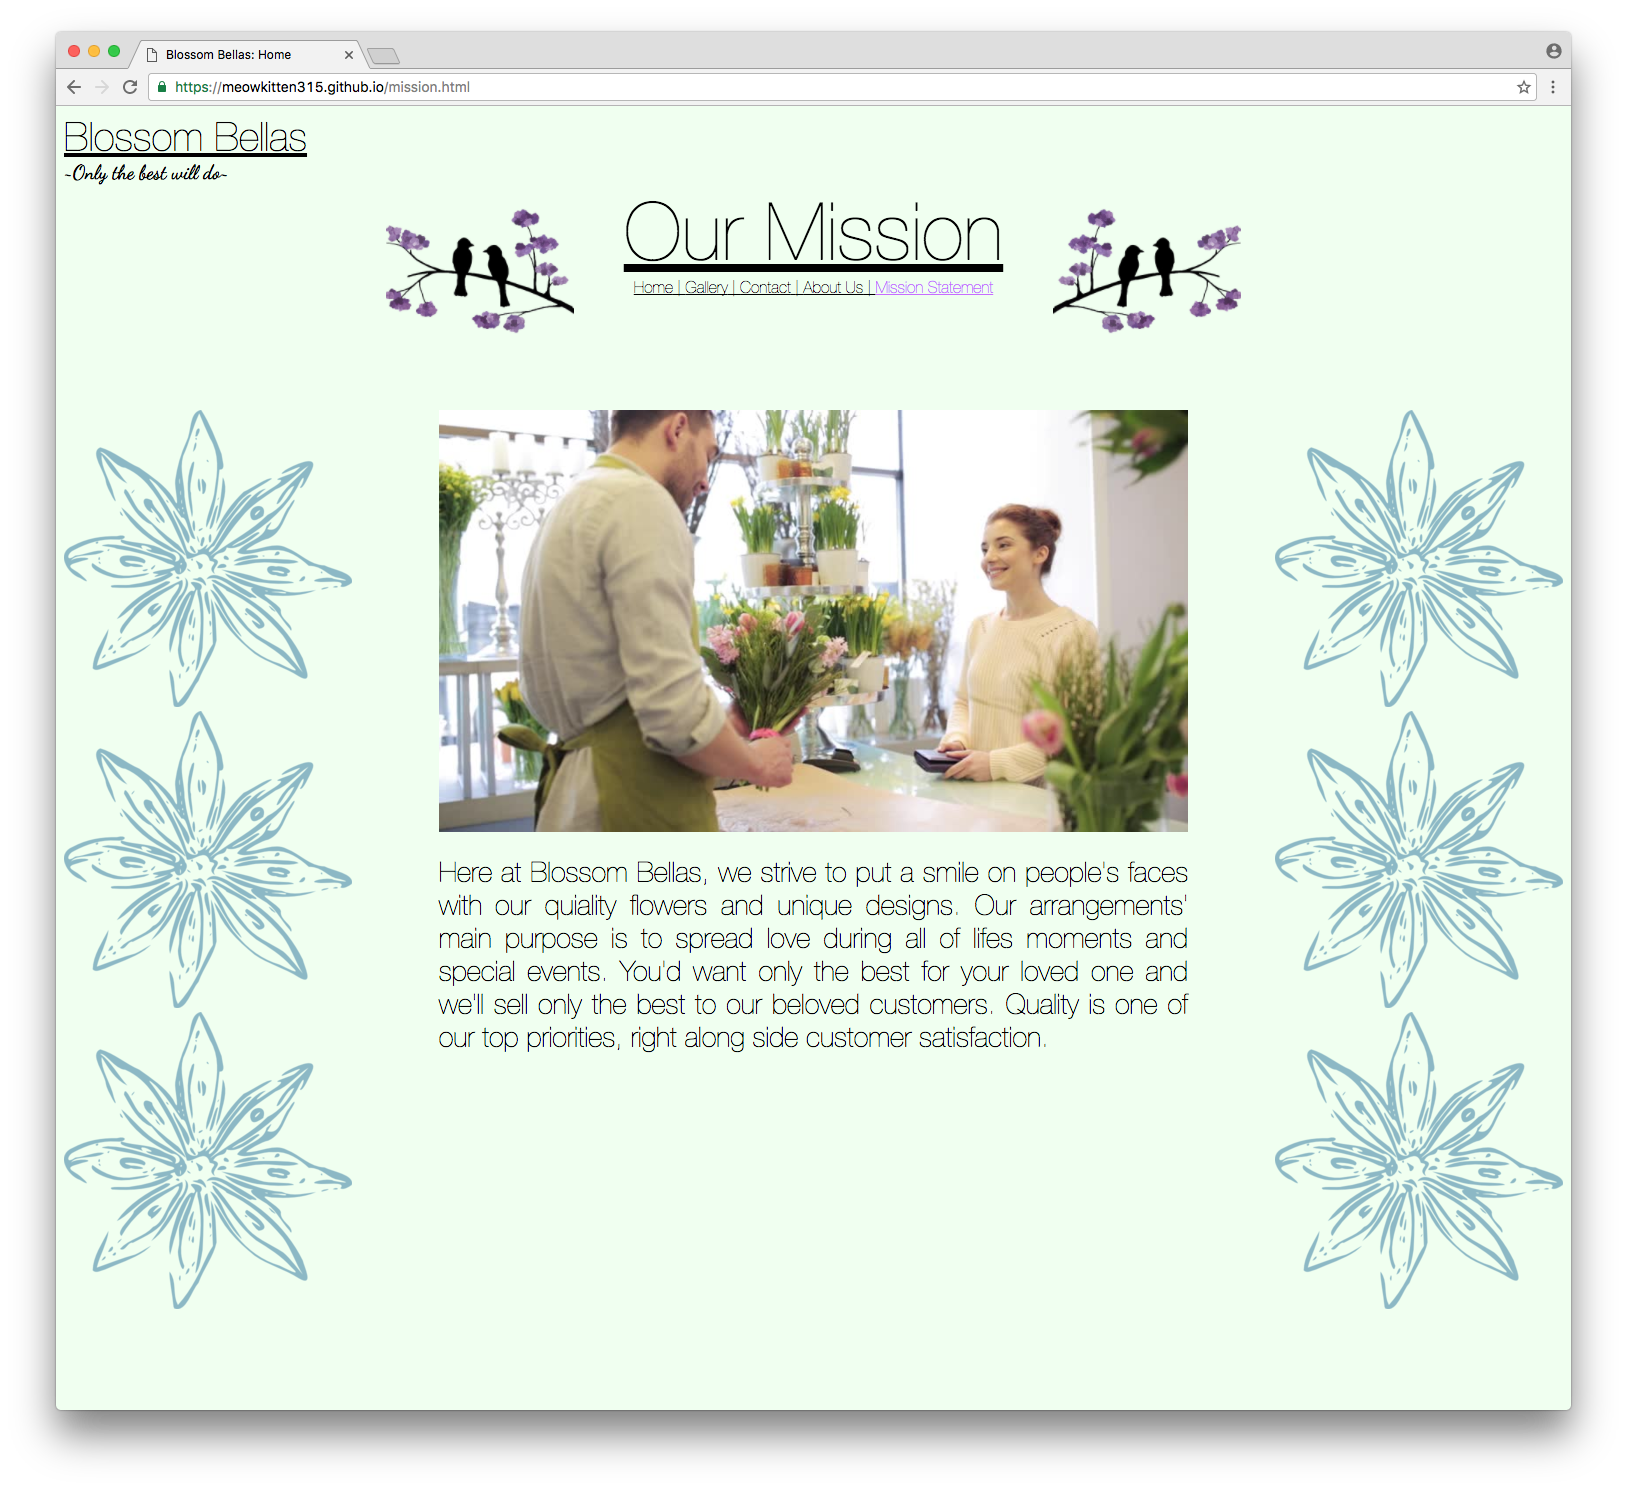 Blossom Bellas: Home
https://meowkitten315.github.io/mission.html
Blossom Bellas
~Only the best will do~
Our Mission
Home | Gallery | Contact | About Us | Mission Statement
Here at Blossom Bellas, we strive to put a smile on people's faces
with our quiality flowers and unique designs. Our arrangements'
main purpose is to spread love during all of lifes moments and
special events. You'd want only the best for your loved one and
we'll sell only the best to our beloved customers. Quality is one of
our top priorities, right along side customer satisfaction.